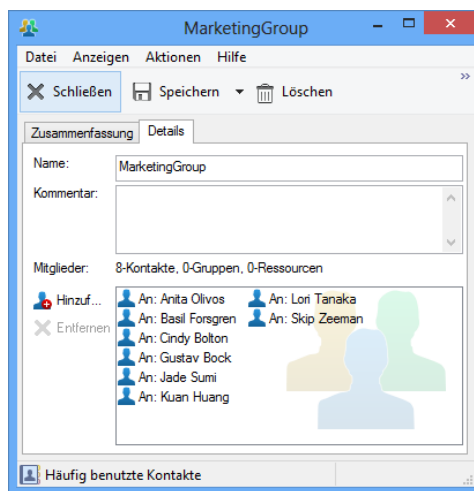 MarketingGroup
Datei Anzeigen Aktionen Hilfe
Schließen Speichern Löschen
Zusammenfassung Details
Name: MarketingGroup
Kommentar:
Mitglieder: 8-Kontakte, 0-Gruppen, 0-Ressourcen
Hinzuf... An: Anita Olivos An: Lori Tanaka
Entfernen An: Basil Forsgren An: Skip Zeeman
An: Cindy Bolton
An: Gustav Bock
An: Jade Sumi
An: Kuan Huang
Häufig benutzte Kontakte